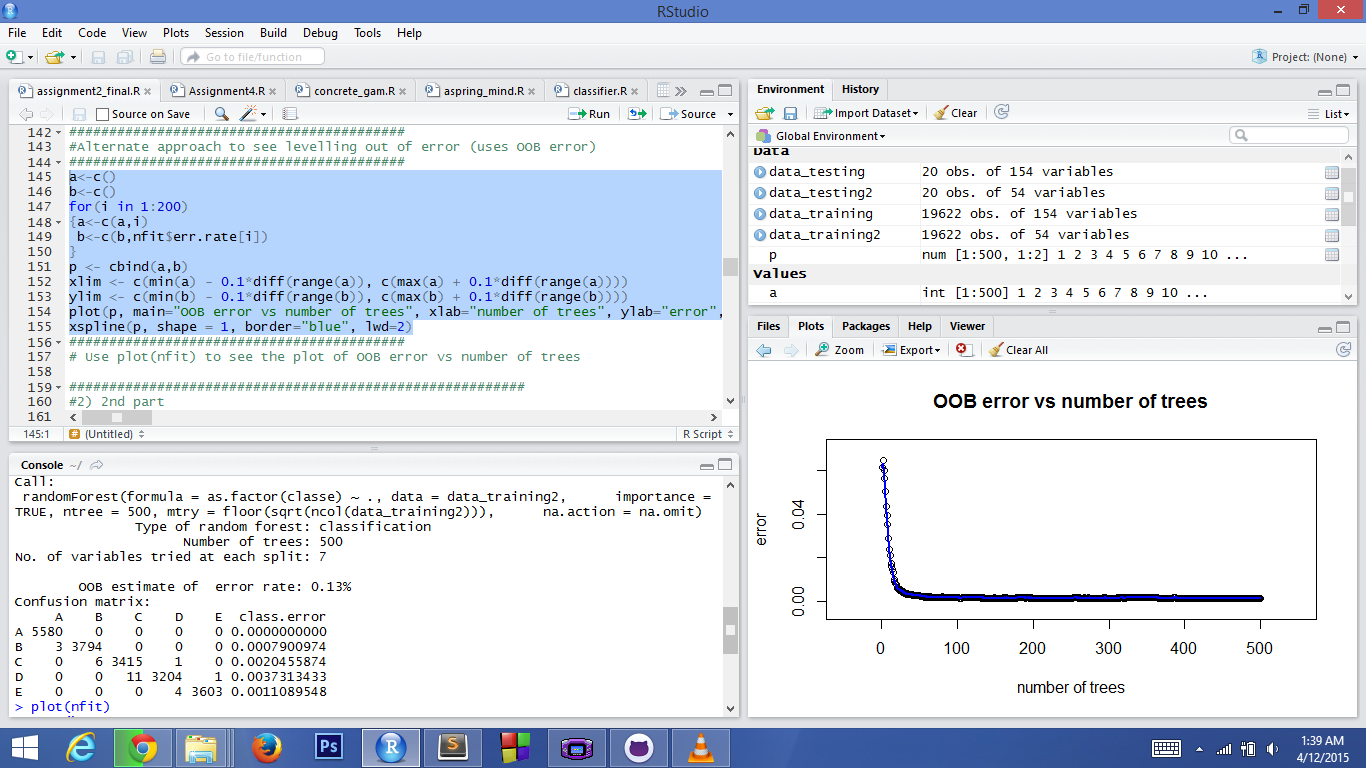 RStudio
File Edit Code View Plots Session Build Debug Tools Help
Go to file/function Project: (None)
assignment2_final.R Assignment4.R concrete_gam.R aspring_mind.R classifier.R
Source on Save Run Source
142 ##########################################
143 #Alternate approach to see levelling out of error (uses OOB error)
144 ##########################################
145 a<-c()
146 b<-c()
147 for(i in 1:200)
148 {a<-c(a,i)
149 b<-c(b,nfit$err.rate[i])
150 }
151 p <- cbind(a,b)
152 xlim <- c(min(a) - 0.1*diff(range(a)), c(max(a) + 0.1*diff(range(a))))
153 ylim <- c(min(b) - 0.1*diff(range(b)), c(max(b) + 0.1*diff(range(b))))
154 plot(p, main="OOB error vs number of trees", xlab="number of trees", ylab="error",
155 xspline(p, shape = 1, border="blue", lwd=2)
156 ##########################################
157 # Use plot(nfit) to see the plot of OOB error vs number of trees
158
159 #########################################################
160 #2) 2nd part
161
145:1 (Untitled) R Script
Console ~/
Call:
randomForest(formula = as.factor(classe) ~ ., data = data_training2, importance =
TRUE, ntree = 500, mtry = floor(sqrt(ncol(data_training2))), na.action = na.omit)
Type of random forest: classification
Number of trees: 500
No. of variables tried at each split: 7
OOB estimate of error rate: 0.13%
Confusion matrix:
A B C D E class.error
A 5580 0 0 0 0 0.0000000000
B 3 3794 0 0 0 0.0007900974
C 0 6 3415 1 0 0.0020455874
D 0 0 11 3204 1 0.0037313433
E 0 0 0 4 3603 0.0011089548
> plot(nfit)
Environment History
Import Dataset Clear List
Global Environment
Data
data_testing 20 obs. of 154 variables
data_testing2 20 obs. of 54 variables
data_training 19622 obs. of 154 variables
data_training2 19622 obs. of 54 variables
p num [1:500, 1:2] 1 2 3 4 5 6 7 8 9 10 ...
Values
a int [1:500] 1 2 3 4 5 6 7 8 9 10 ...
Files Plots Packages Help Viewer
Zoom Export Clear All
OOB error vs number of trees
error
0.04
0.00
0 100 200 300 400 500
number of trees
Ps R S
1:39 AM
4/12/2015